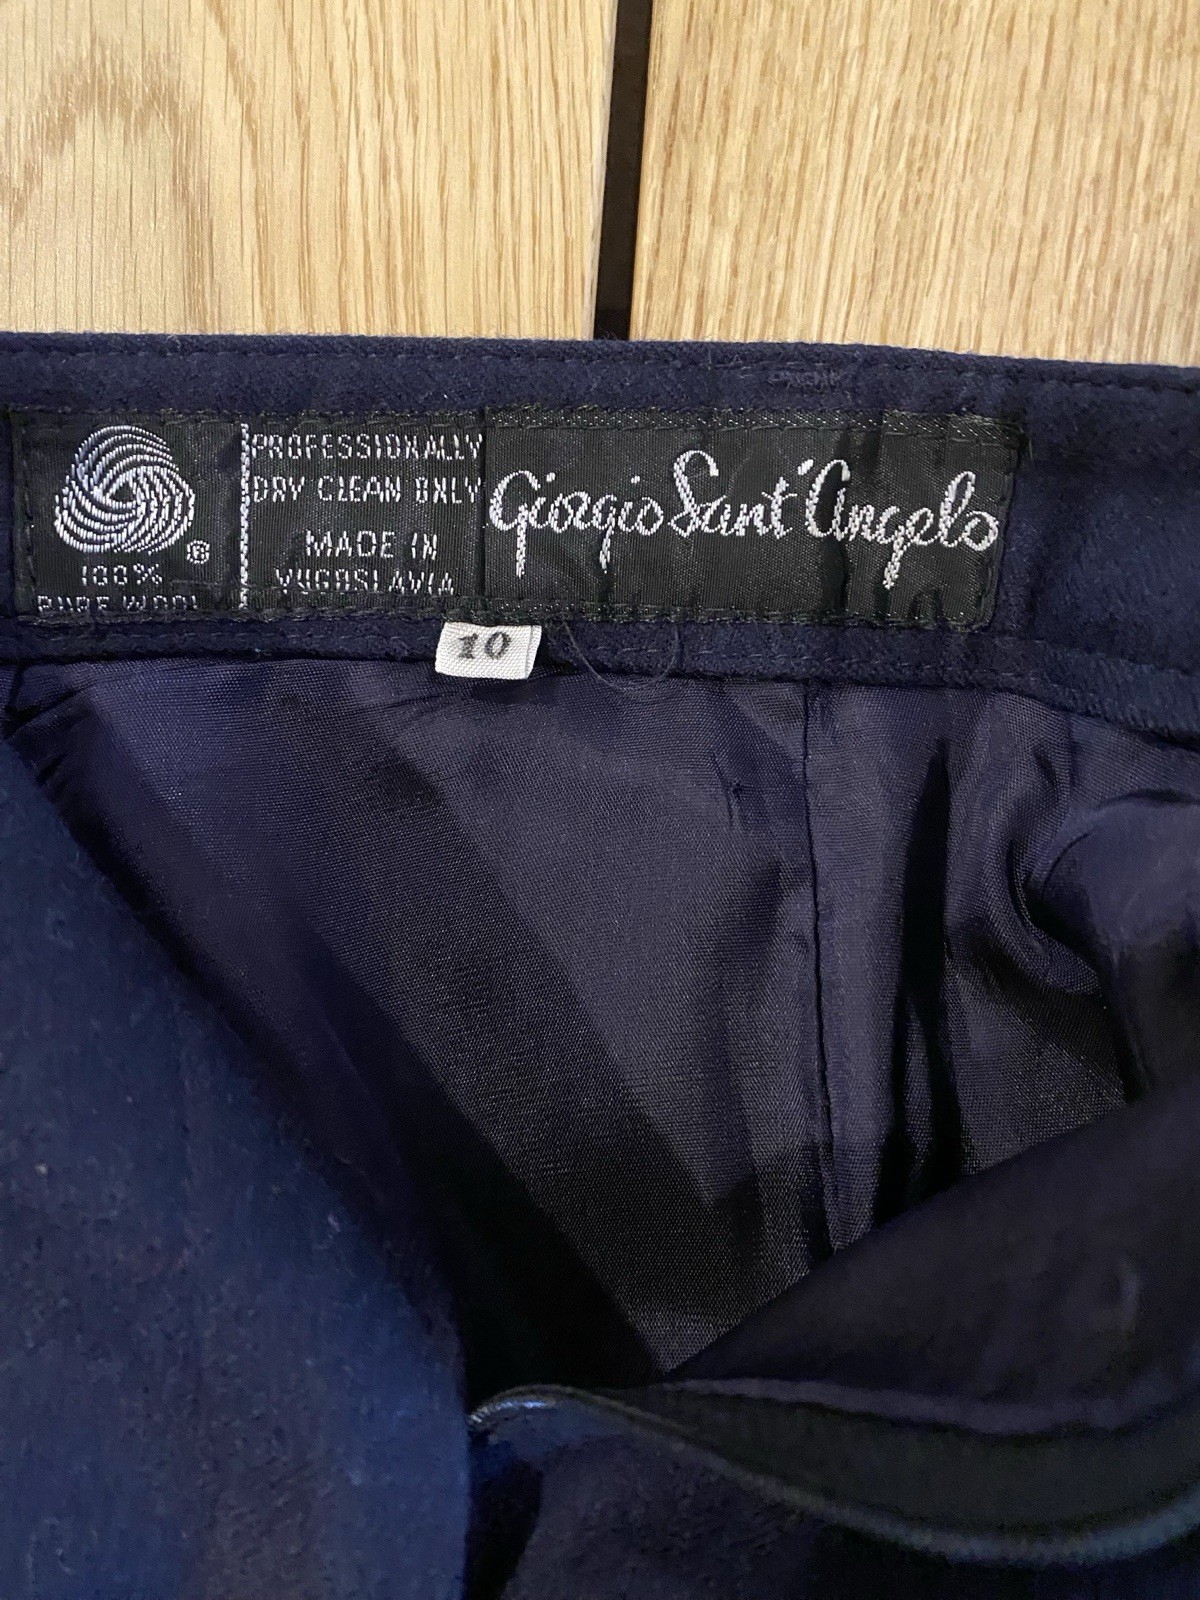 ®
100%
PURE WOOL
PROFESSIONALLY
DRY CLEAN ONLY
MADE IN
YUGOSLAVIA
Giorgio Sant'Angelo
10